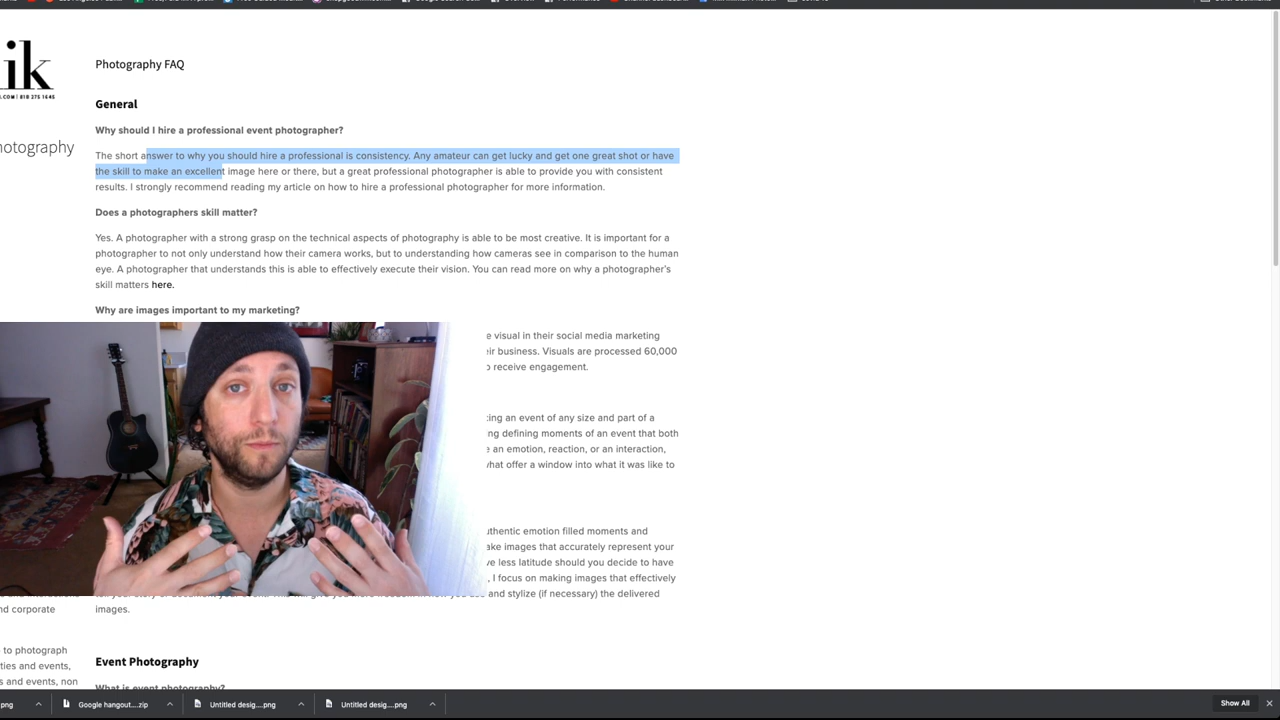 ik
.COM | 818 275 1645
hotography
Photography FAQ
General
Why should I hire a professional event photographer?
The short answer to why you should hire a professional is consistency. Any amateur can get lucky and get one great shot or have
the skill to make an excellent image here or there, but a great professional photographer is able to provide you with consistent
results. I strongly recommend reading my article on how to hire a professional photographer for more information.
Does a photographers skill matter?
Yes. A photographer with a strong grasp on the technical aspects of photography is able to be most creative. It is important for a
photographer to not only understand how their camera works, but to understanding how cameras see in comparison to the human
eye. A photographer that understands this is able to effectively execute their vision. You can read more on why a photographer's
skill matters here.
Why are images important to my marketing?
e visual in their social media marketing
eir business. Visuals are processed 60,000
o receive engagement.
ting an event of any size and part of a
ng defining moments of an event that both
e an emotion, reaction, or an interaction,
what offer a window into what it was like to
uthentic emotion filled moments and
ake images that accurately represent your
ve less latitude should you decide to have
, I focus on making images that effectively
and stylize (if necessary) the delivered
images.
nd corporate
to photograph
ties and events,
s and events, non
Event Photography
What is event photography?
.png
Google hangout....zip
Untitled desig....png
Untitled desig....png
Show All